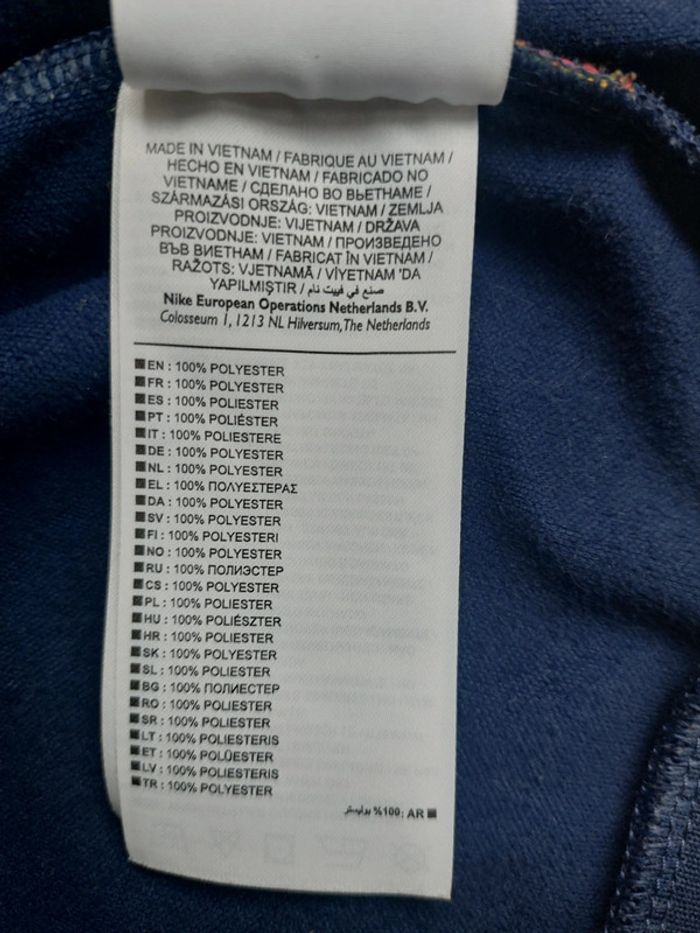 MADE IN VIETNAM / FABRIQUE AU VIETNAM /
HECHO EN VIETNAM / FABRICADO NO
VIETNAME / СДЕЛАНО ВО ВЬЕТНАМЕ /
SZÁRMAZÁSI ORSZÁG: VIETNAM / ZEMLJA
PROIZVODNJE: VIJETNAM / DRŽAVA
PROIZVODNJE: VIETNAM / ПРОИЗВЕДЕНО
ВЪВ ВИЕТНАМ / FABRICAT ÎN VIETNAM /
RAŽOTS: VJETNAMĀ / VİYETNAM 'DA
YAPILMIŞTIR / صنع في فييت نام
Nike European Operations Netherlands B.V.
Colosseum 1, 1213 NL Hilversum, The Netherlands
EN : 100% POLYESTER
FR : 100% POLYESTER
ES : 100% POLIESTER
PT : 100% POLIÉSTER
IT : 100% POLIESTERE
DE : 100% POLYESTER
NL : 100% POLYESTER
EL : 100% ΠΟΛΥΕΣΤΕΡΑΣ
DA : 100% POLYESTER
SV : 100% POLYESTER
FI : 100% POLYESTERI
NO : 100% POLYESTER
RU : 100% ПОЛИЭСТЕР
CS : 100% POLYESTER
PL : 100% POLIESTER
HU : 100% POLIÉSZTER
HR : 100% POLIESTER
SK : 100% POLYESTER
SL : 100% POLIESTER
BG : 100% ПОЛИЕСТЕР
RO : 100% POLIESTER
SR : 100% POLIESTER
LT : 100% POLIESTERIS
ET : 100% POLÜESTER
LV : 100% POLIESTERIS
TR : 100% POLYESTER
AR :100% بوليستر